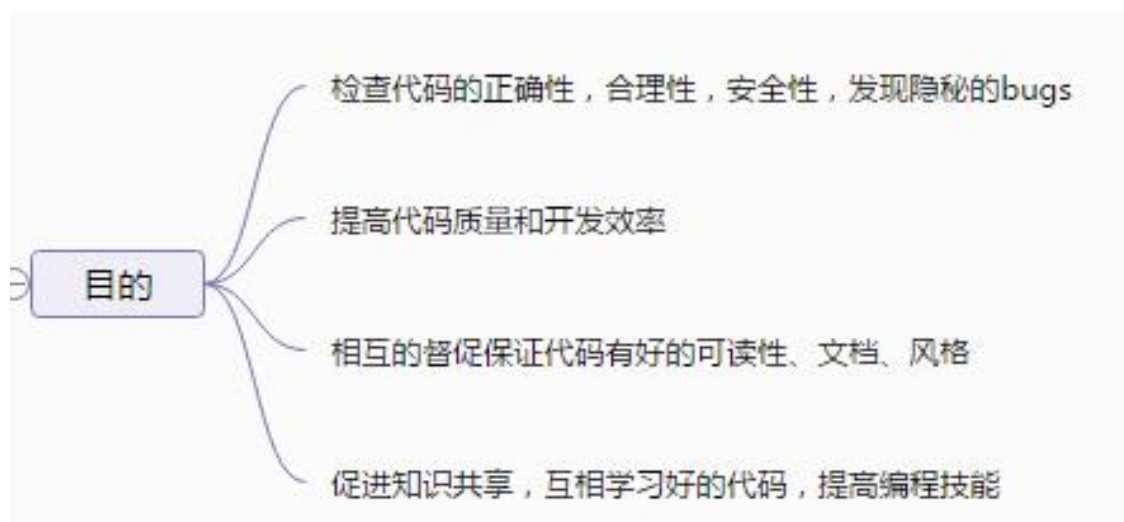 检查代码的正确性，合理性，安全性，发现隐秘的bugs
提高代码质量和开发效率
目的
相互的督促保证代码有好的可读性、文档、风格
促进知识共享，互相学习好的代码，提高编程技能